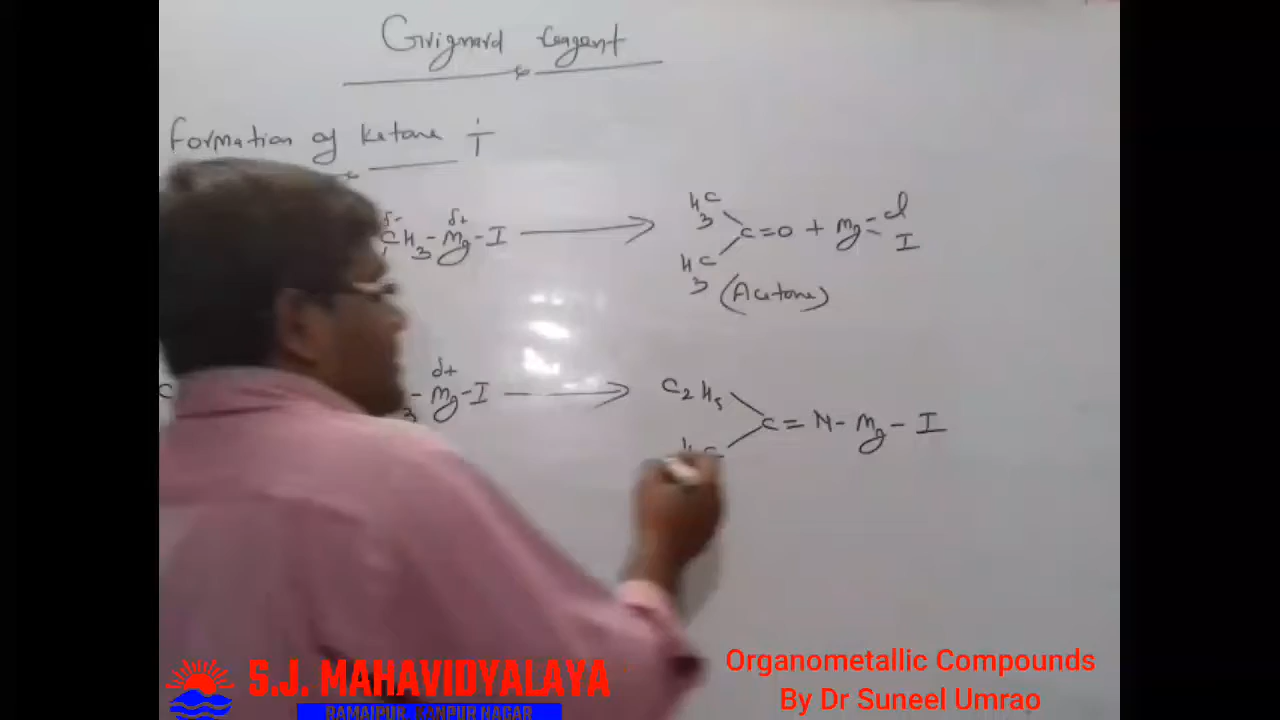 Grignard reagent
Formation of Ketone
δ- δ+
CH3-Mg-I ⟶ H3C H3C C=O + Mg Cl I
(Acetone)
δ+
-Mg-I ⟶ C2H5 C=N-Mg-I
S.J. MAHAVIDYALAYA
RAMAIPUR, KANPUR NAGAR
Organometallic Compounds
By Dr Suneel Umrao